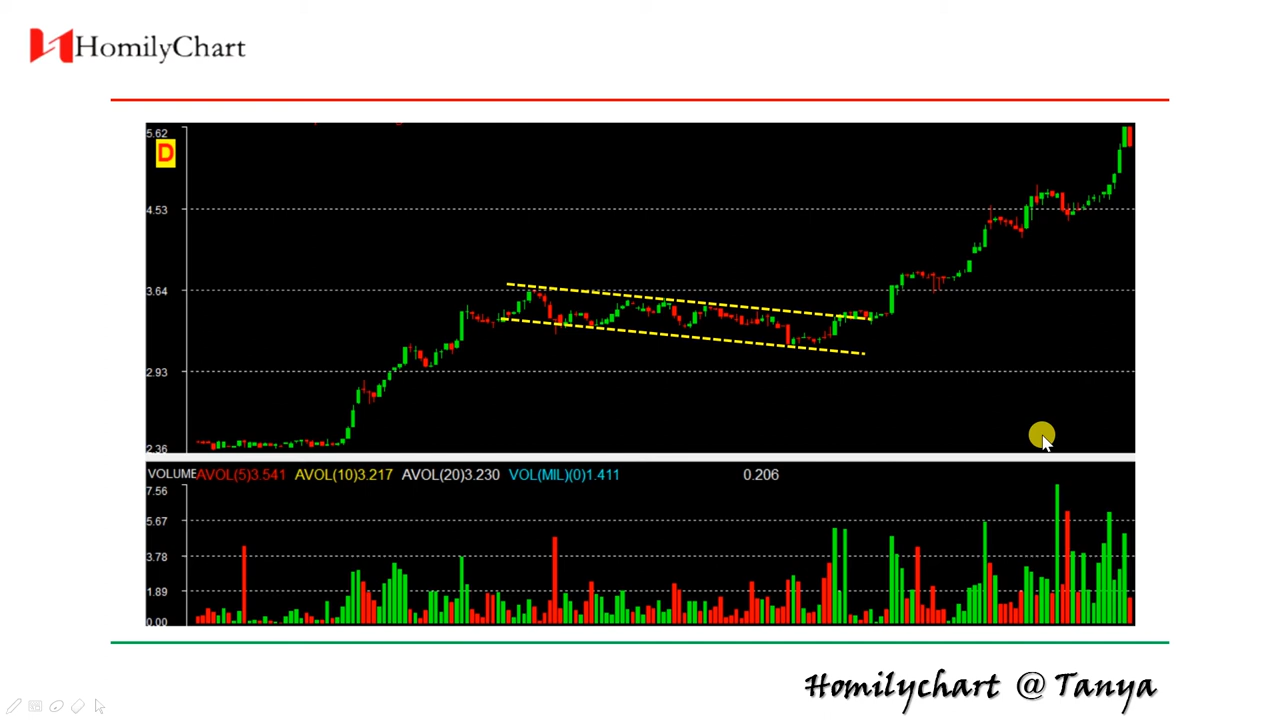 HomilyChart
5.62
D
4.53
3.64
2.93
2.36
VOLUME AVOL(5)3.541 AVOL(10)3.217 AVOL(20)3.230 VOL(MIL)(0)1.411 0.206
7.56
5.67
3.78
1.89
0.00
Homilychart @ Tanya